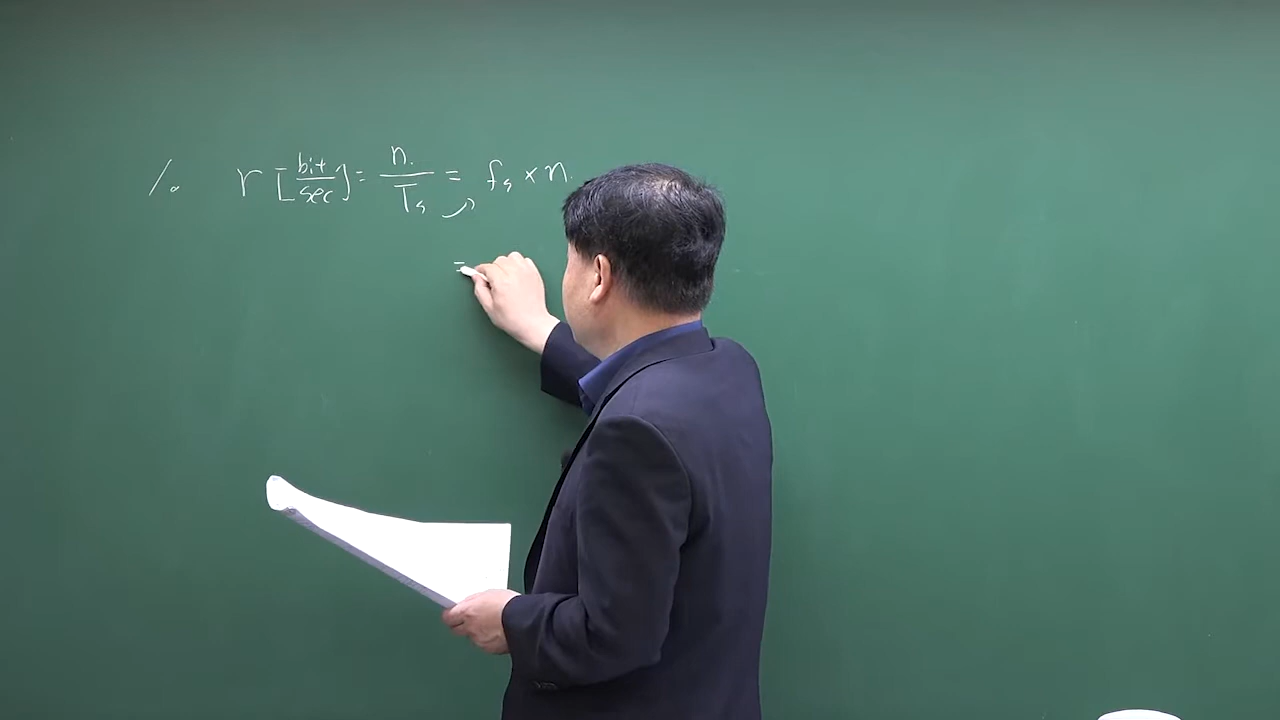 1. r [bit/sec] = n/Ts = fs × n
=